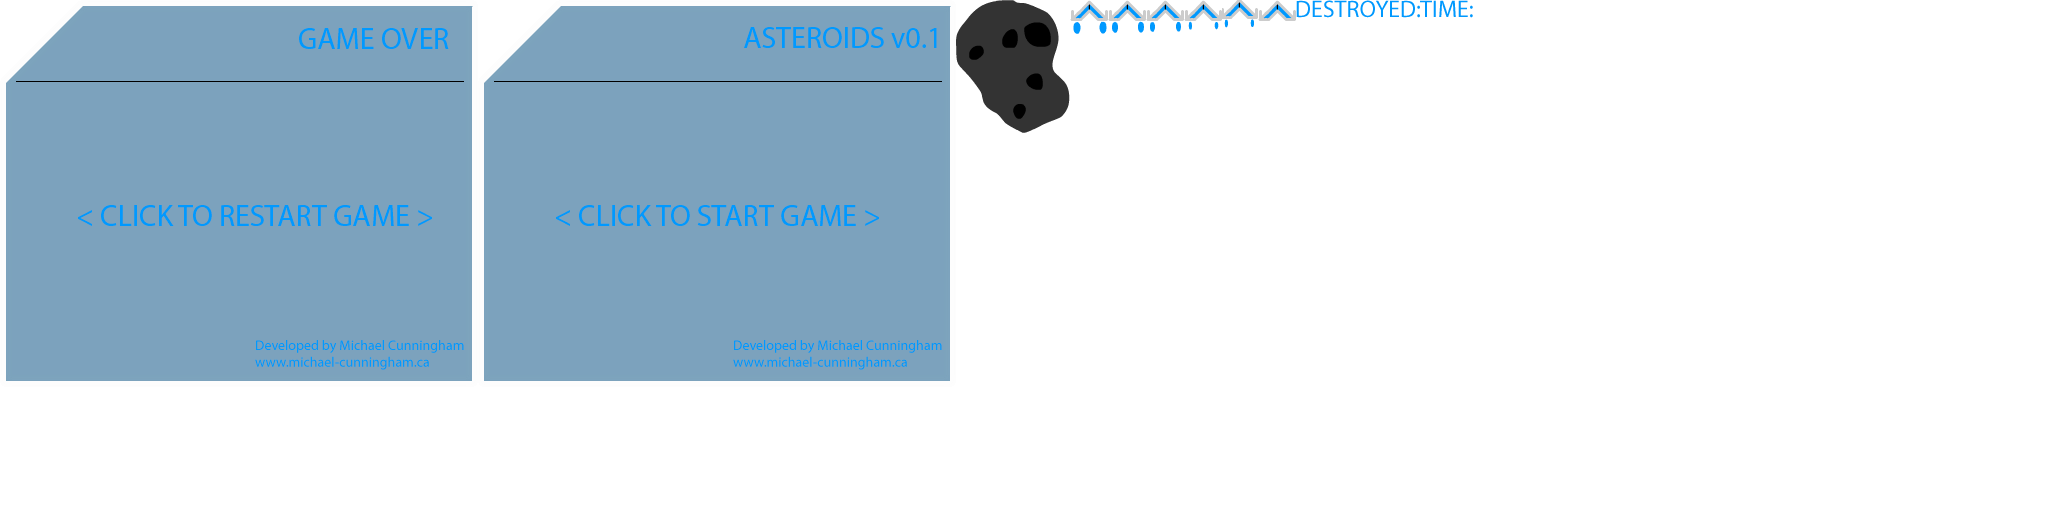 GAME OVER
< CLICK TO RESTART GAME >
Developed by Michael Cunningham
www.michael-cunningham.ca
ASTEROIDS v0.1
< CLICK TO START GAME >
Developed by Michael Cunningham
www.michael-cunningham.ca
DESTROYED:TIME: